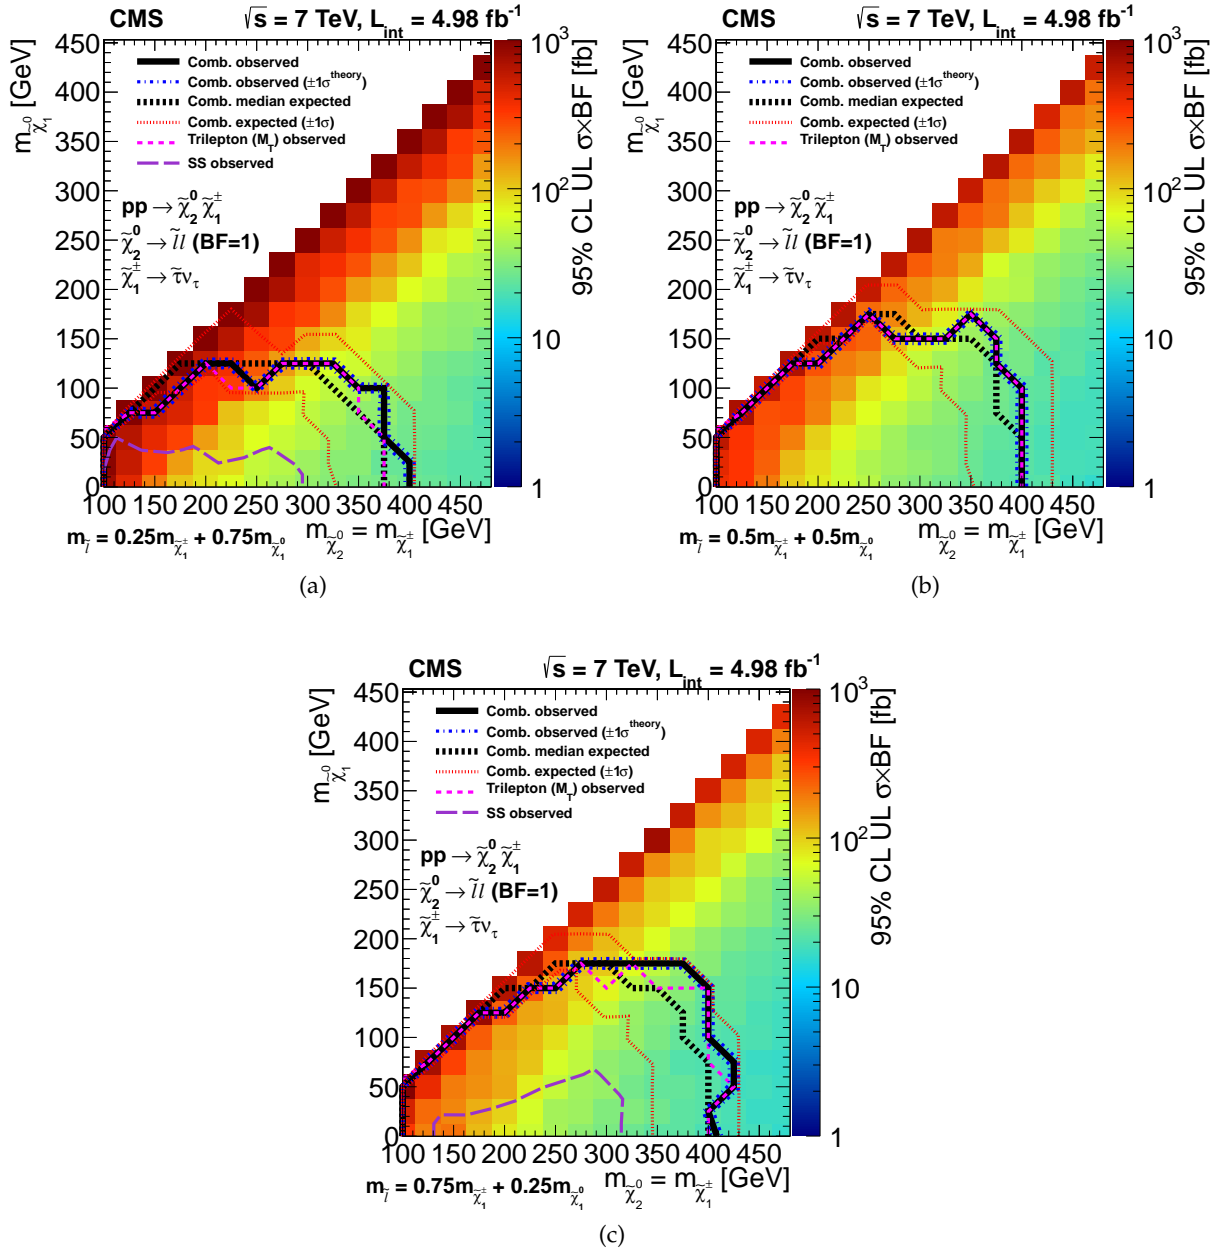 CMS √s = 7 TeV, L_int = 4.98 fb⁻¹
m_χ̃₁⁰ [GeV]
450
400
350
300
250
200
150
100
50
0
Comb. observed
Comb. observed (±1σ^theory)
Comb. median expected
Comb. expected (±1σ)
Trilepton (M_T) observed
SS observed
pp → χ̃₂⁰ χ̃₁±
χ̃₂⁰ → l̃l (BF=1)
χ̃₁± → τ̃ν_τ
100 150 200 250 300 350 400 450
m_l̃ = 0.25m_χ̃₁± + 0.75m_χ̃₁⁰
m_χ̃₂⁰ = m_χ̃₁± [GeV]
10³
10²
10
1
95% CL UL σ×BF [fb]
(a)
CMS √s = 7 TeV, L_int = 4.98 fb⁻¹
m_χ̃₁⁰ [GeV]
450
400
350
300
250
200
150
100
50
0
Comb. observed
Comb. observed (±1σ^theory)
Comb. median expected
Comb. expected (±1σ)
Trilepton (M_T) observed
pp → χ̃₂⁰ χ̃₁±
χ̃₂⁰ → l̃l (BF=1)
χ̃₁± → τ̃ν_τ
100 150 200 250 300 350 400 450
m_l̃ = 0.5m_χ̃₁± + 0.5m_χ̃₁⁰
m_χ̃₂⁰ = m_χ̃₁± [GeV]
10³
10²
10
1
95% CL UL σ×BF [fb]
(b)
CMS √s = 7 TeV, L_int = 4.98 fb⁻¹
m_χ̃₁⁰ [GeV]
450
400
350
300
250
200
150
100
50
0
Comb. observed
Comb. observed (±1σ^theory)
Comb. median expected
Comb. expected (±1σ)
Trilepton (M_T) observed
SS observed
pp → χ̃₂⁰ χ̃₁±
χ̃₂⁰ → l̃l (BF=1)
χ̃₁± → τ̃ν_τ
100 150 200 250 300 350 400 450
m_l̃ = 0.75m_χ̃₁± + 0.25m_χ̃₁⁰
m_χ̃₂⁰ = m_χ̃₁± [GeV]
10³
10²
10
1
95% CL UL σ×BF [fb]
(c)